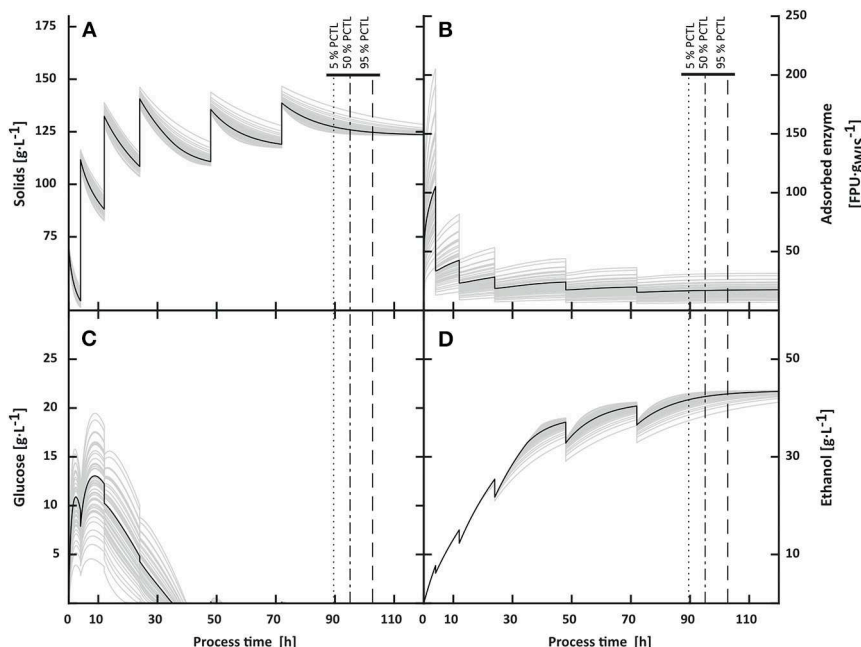 A
B
5 % PCTL
50 % PCTL
95 % PCTL
5 % PCTL
50 % PCTL
95 % PCTL
175
150
125
100
75
Solids [g·L-1]
250
200
150
100
50
Adsorbed enzyme
[FPU·gWIS-1]
C
D
25
20
15
10
5
Glucose [g·L-1]
50
30
10
Ethanol [g·L-1]
0 10 30 50 70 90 110
0 10 30 50 70 90 110
Process time [h]
Process time [h]